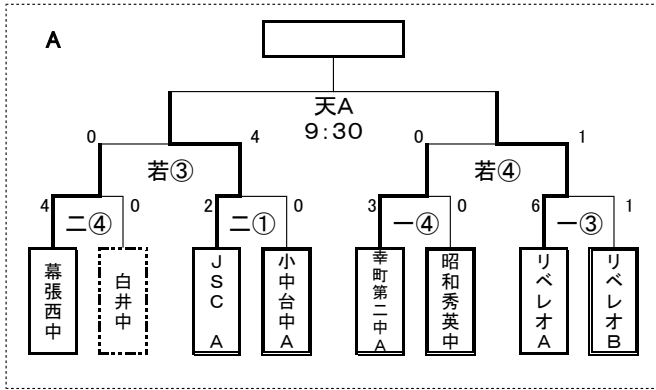 A
天A
9:30
0
4
0
1
若③
若④
4
0
2
0
3
0
6
1
二④
二①
一④
一③
幕張西中
白井中
JSC A
小中台中A
幸町第二中A
昭和秀英中
リベレオA
リベレオB